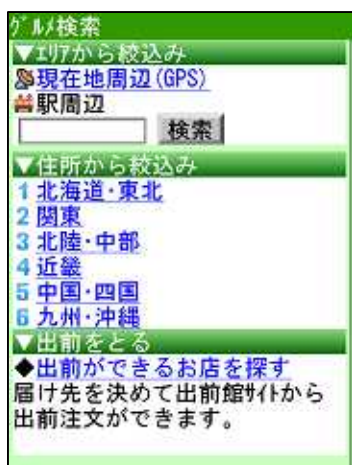 ｸﾞﾙﾒ検索
▼ｴﾘｱから絞込み
現在地周辺(GPS)
駅周辺
検索
▼住所から絞込み
1 北海道･東北
2 関東
3 北陸･中部
4 近畿
5 中国･四国
6 九州･沖縄
▼出前をとる
◆出前ができるお店を探す
届け先を決めて出前館ｻｲﾄから
出前注文ができます。